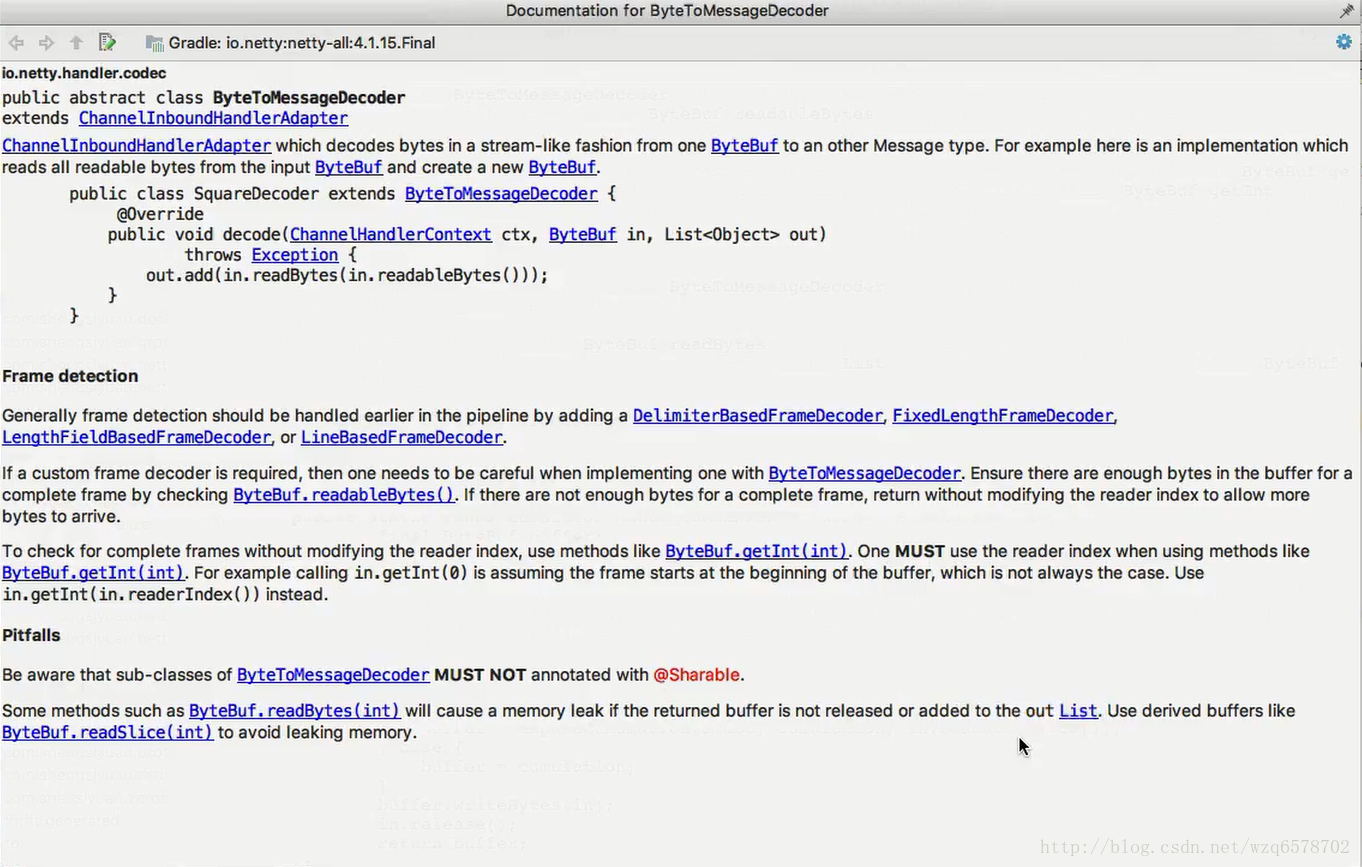 Documentation for ByteToMessageDecoder
Gradle: io.netty:netty-all:4.1.15.Final
io.netty.handler.codec
public abstract class ByteToMessageDecoder
extends ChannelInboundHandlerAdapter
ChannelInboundHandlerAdapter which decodes bytes in a stream-like fashion from one ByteBuf to an other Message type. For example here is an implementation which
reads all readable bytes from the input ByteBuf and create a new ByteBuf.
public class SquareDecoder extends ByteToMessageDecoder {
@Override
public void decode(ChannelHandlerContext ctx, ByteBuf in, List<Object> out)
throws Exception {
out.add(in.readBytes(in.readableBytes()));
}
}
Frame detection
Generally frame detection should be handled earlier in the pipeline by adding a DelimiterBasedFrameDecoder, FixedLengthFrameDecoder,
LengthFieldBasedFrameDecoder, or LineBasedFrameDecoder.
If a custom frame decoder is required, then one needs to be careful when implementing one with ByteToMessageDecoder. Ensure there are enough bytes in the buffer for a
complete frame by checking ByteBuf.readableBytes(). If there are not enough bytes for a complete frame, return without modifying the reader index to allow more
bytes to arrive.
To check for complete frames without modifying the reader index, use methods like ByteBuf.getInt(int). One MUST use the reader index when using methods like
ByteBuf.getInt(int). For example calling in.getInt(0) is assuming the frame starts at the beginning of the buffer, which is not always the case. Use
in.getInt(in.readerIndex()) instead.
Pitfalls
Be aware that sub-classes of ByteToMessageDecoder MUST NOT annotated with @Sharable.
Some methods such as ByteBuf.readBytes(int) will cause a memory leak if the returned buffer is not released or added to the out List. Use derived buffers like
ByteBuf.readSlice(int) to avoid leaking memory.
buffer = cumulation;
buffer.writeBytes(in);
in.release();
return buffer;
http://blog.csdn.net/wzq6578702